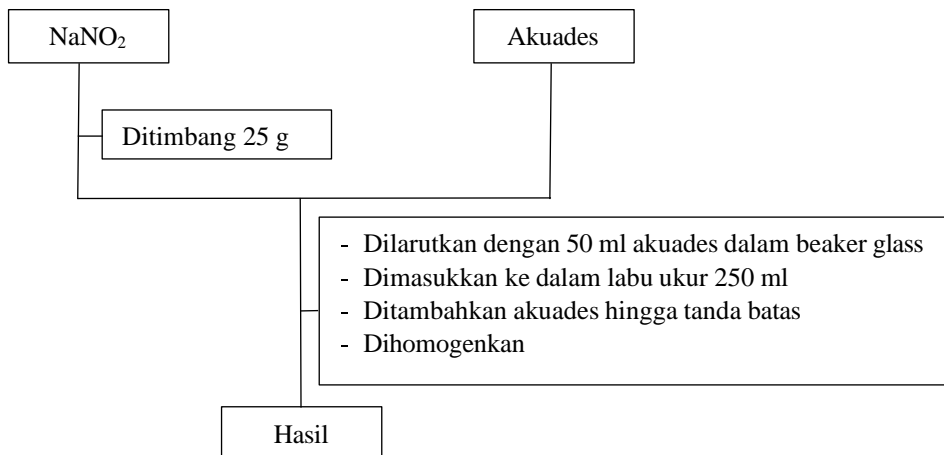 NaNO₂
Akuades
Ditimbang 25 g
- Dilarutkan dengan 50 ml akuades dalam beaker glass
- Dimasukkan ke dalam labu ukur 250 ml
- Ditambahkan akuades hingga tanda batas
- Dihomogenkan
Hasil